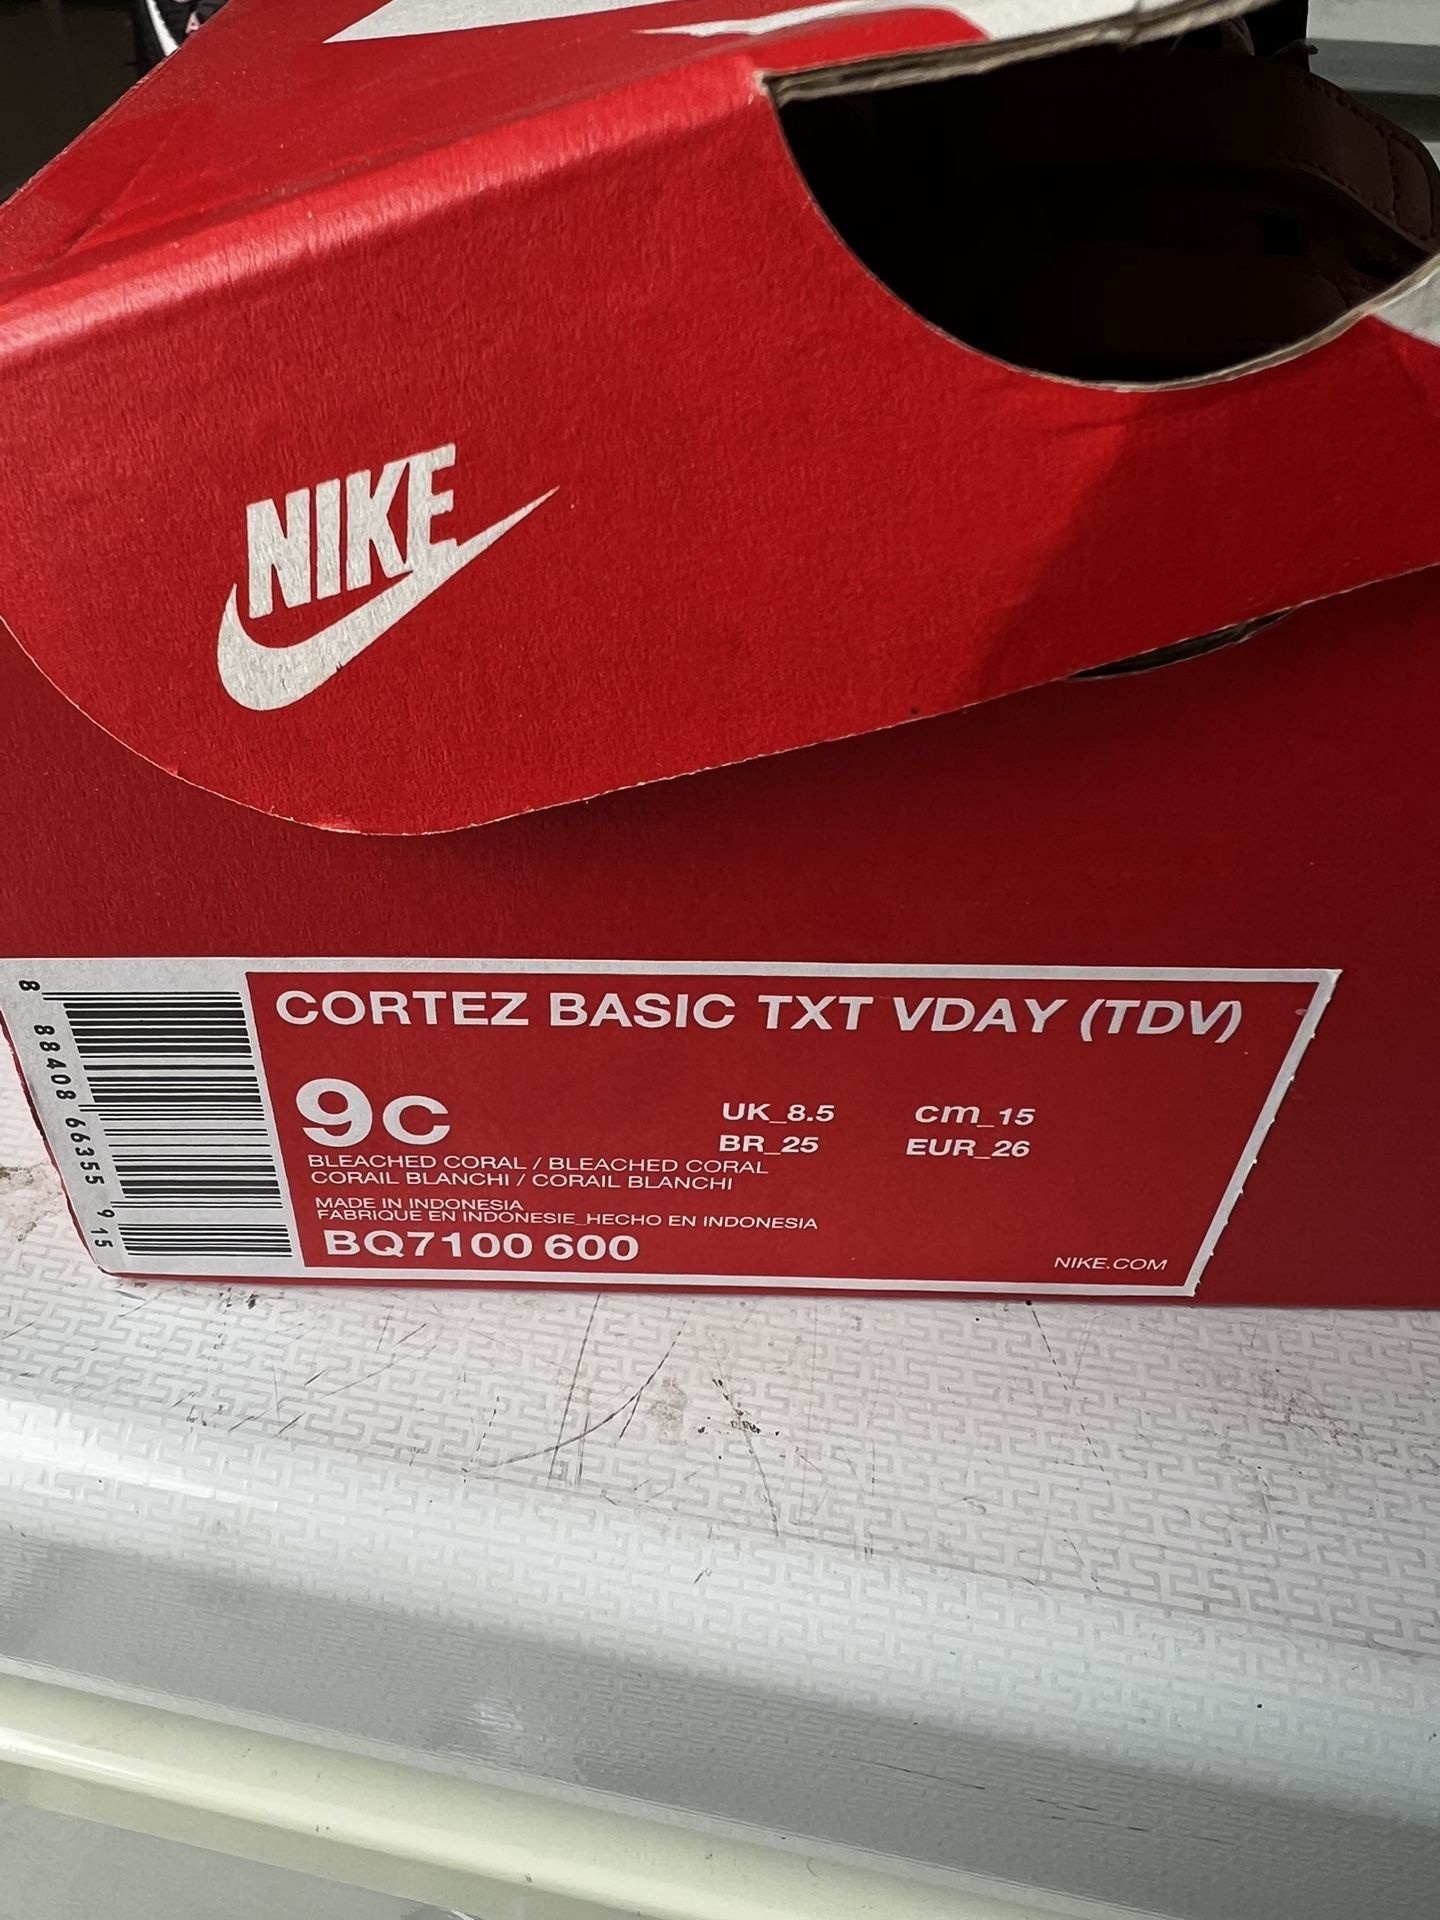 NIKE
CORTEZ BASIC TXT VDAY (TDV)
9C
UK_8.5 cm_15
BR_25 EUR_26
BLEACHED CORAL / BLEACHED CORAL
CORAIL BLANCHI / CORAIL BLANCHI
MADE IN INDONESIA
FABRIQUE EN INDONESIE_HECHO EN INDONESIA
BQ7100 600
NIKE.COM
8 88408 66355 9 15